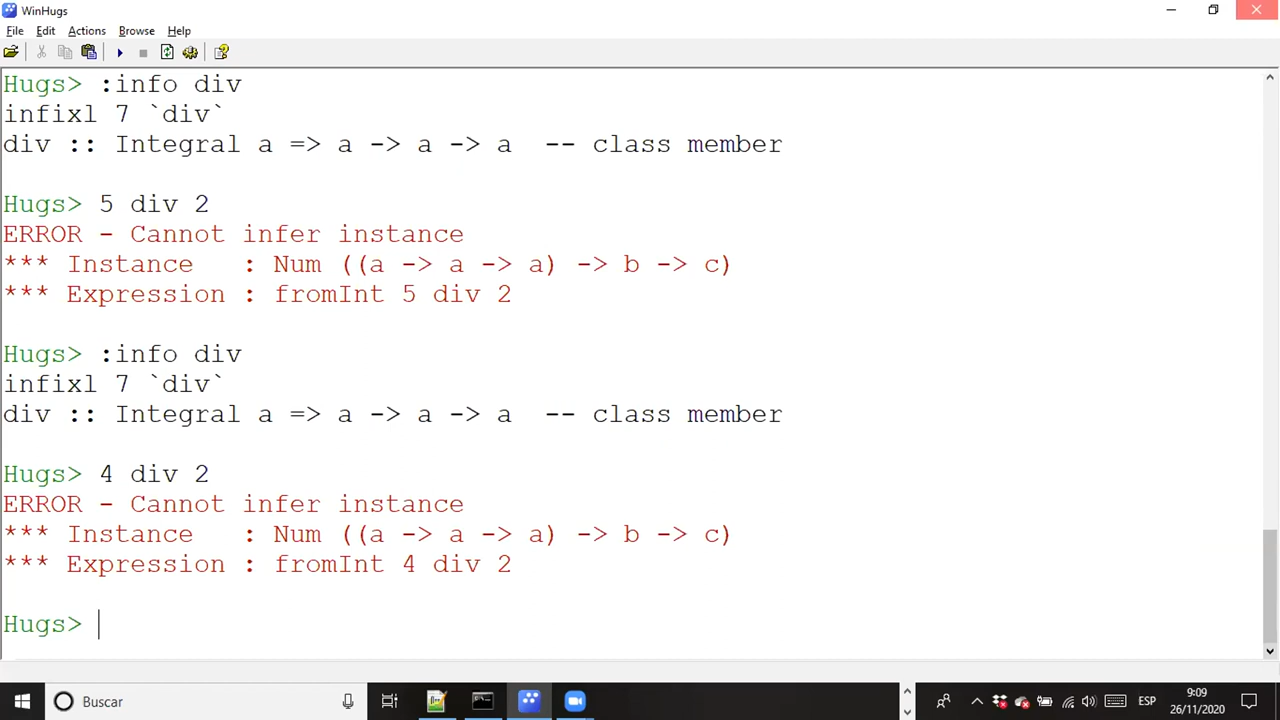 WinHugs
File Edit Actions Browse Help
Hugs> :info div
infixl 7 `div`
div :: Integral a => a -> a -> a  -- class member
Hugs> 5 div 2
ERROR - Cannot infer instance
*** Instance   : Num ((a -> a -> a) -> b -> c)
*** Expression : fromInt 5 div 2
Hugs> :info div
infixl 7 `div`
div :: Integral a => a -> a -> a  -- class member
Hugs> 4 div 2
ERROR - Cannot infer instance
*** Instance   : Num ((a -> a -> a) -> b -> c)
*** Expression : fromInt 4 div 2
Hugs>
Buscar
ESP
9:09
26/11/2020